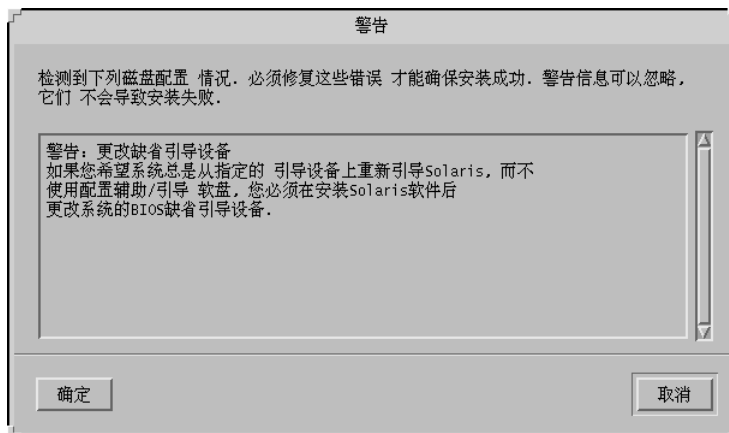 警告
检测到下列磁盘配置 情况. 必须修复这些错误 才能确保安装成功. 警告信息可以忽略,
它们 不会导致安装失败.
警告: 更改缺省引导设备
如果您希望系统总是从指定的 引导设备上重新引导Solaris, 而不
使用配置辅助/引导 软盘, 您必须在安装Solaris软件后
更改系统的BIOS缺省引导设备.
确定
取消